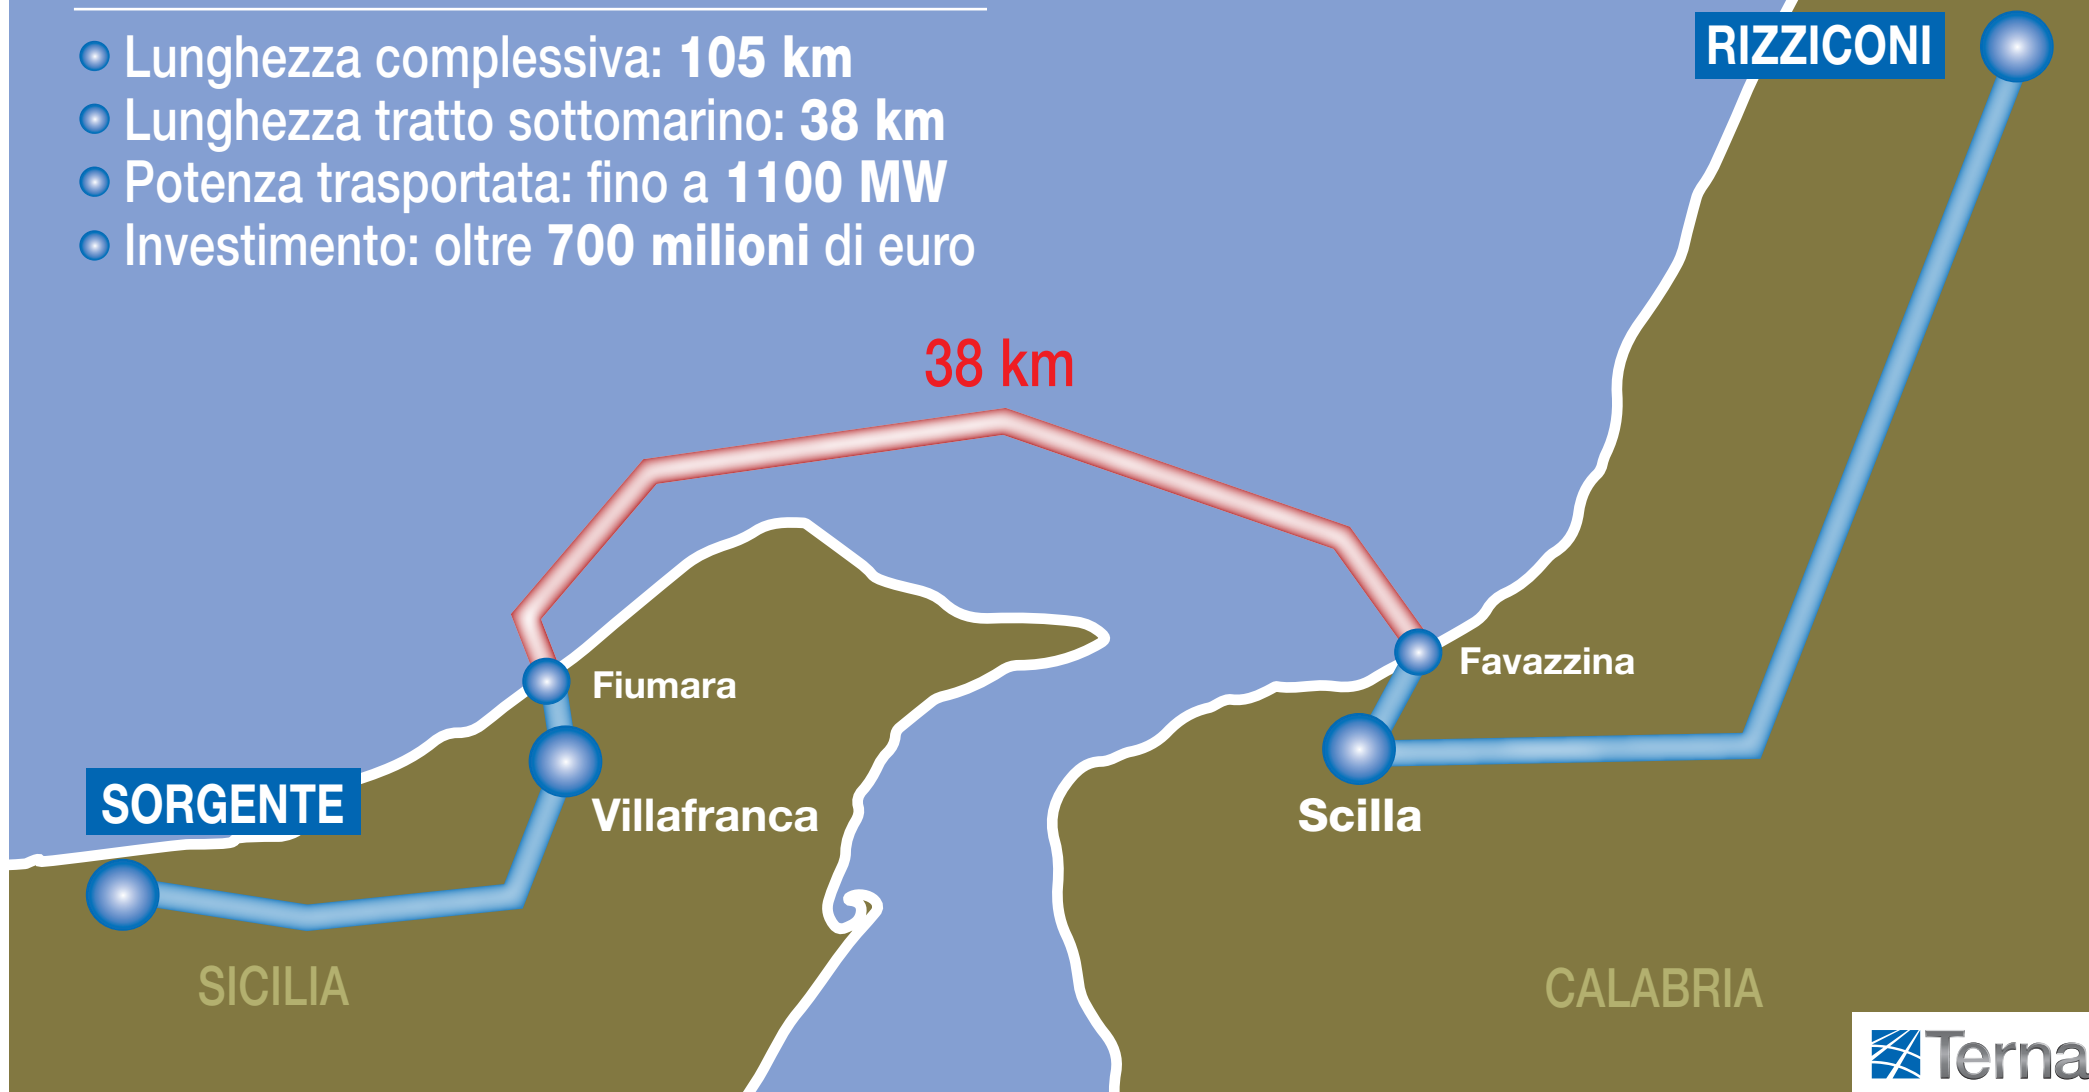 Lunghezza complessiva: 105 km
Lunghezza tratto sottomarino: 38 km
Potenza trasportata: fino a 1100 MW
Investimento: oltre 700 milioni di euro
RIZZICONI
38 km
Fiumara
Favazzina
SORGENTE
Villafranca
Scilla
SICILIA
CALABRIA
Terna